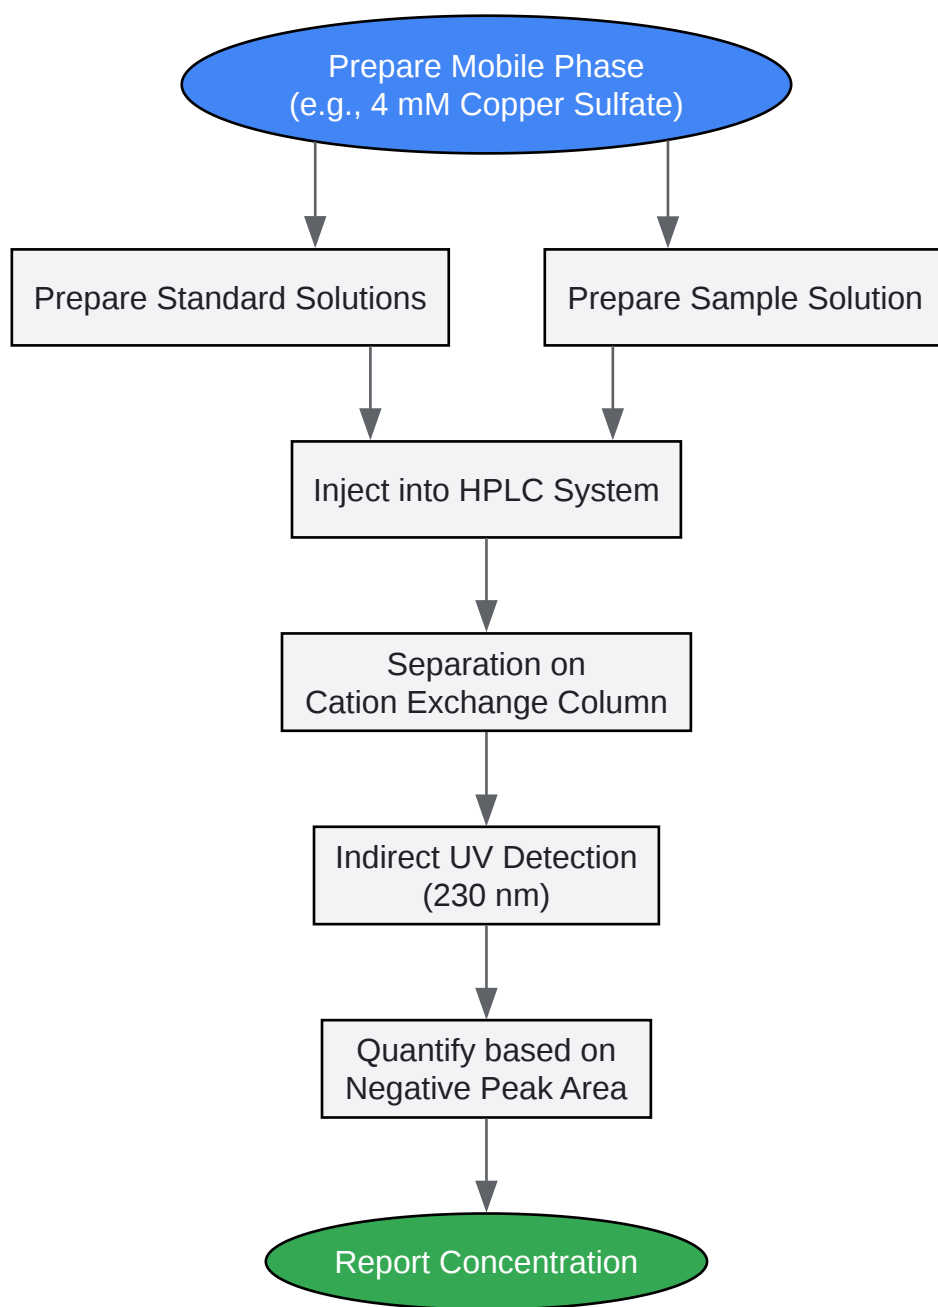 Prepare Mobile Phase
(e.g., 4 mM Copper Sulfate)
Prepare Standard Solutions
Prepare Sample Solution
Inject into HPLC System
Separation on
Cation Exchange Column
Indirect UV Detection
(230 nm)
Quantify based on
Negative Peak Area
Report Concentration